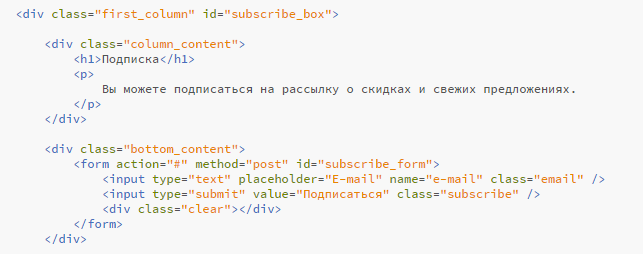 <div class="first_column" id="subscribe_box">
<div class="column_content">
<h1>Подписка</h1>
<p>
Вы можете подписаться на рассылку о скидках и свежих предложениях.
</p>
</div>
<div class="bottom_content">
<form action="#" method="post" id="subscribe_form">
<input type="text" placeholder="E-mail" name="e-mail" class="email" />
<input type="submit" value="Подписаться" class="subscribe" />
<div class="clear"></div>
</form>
</div>